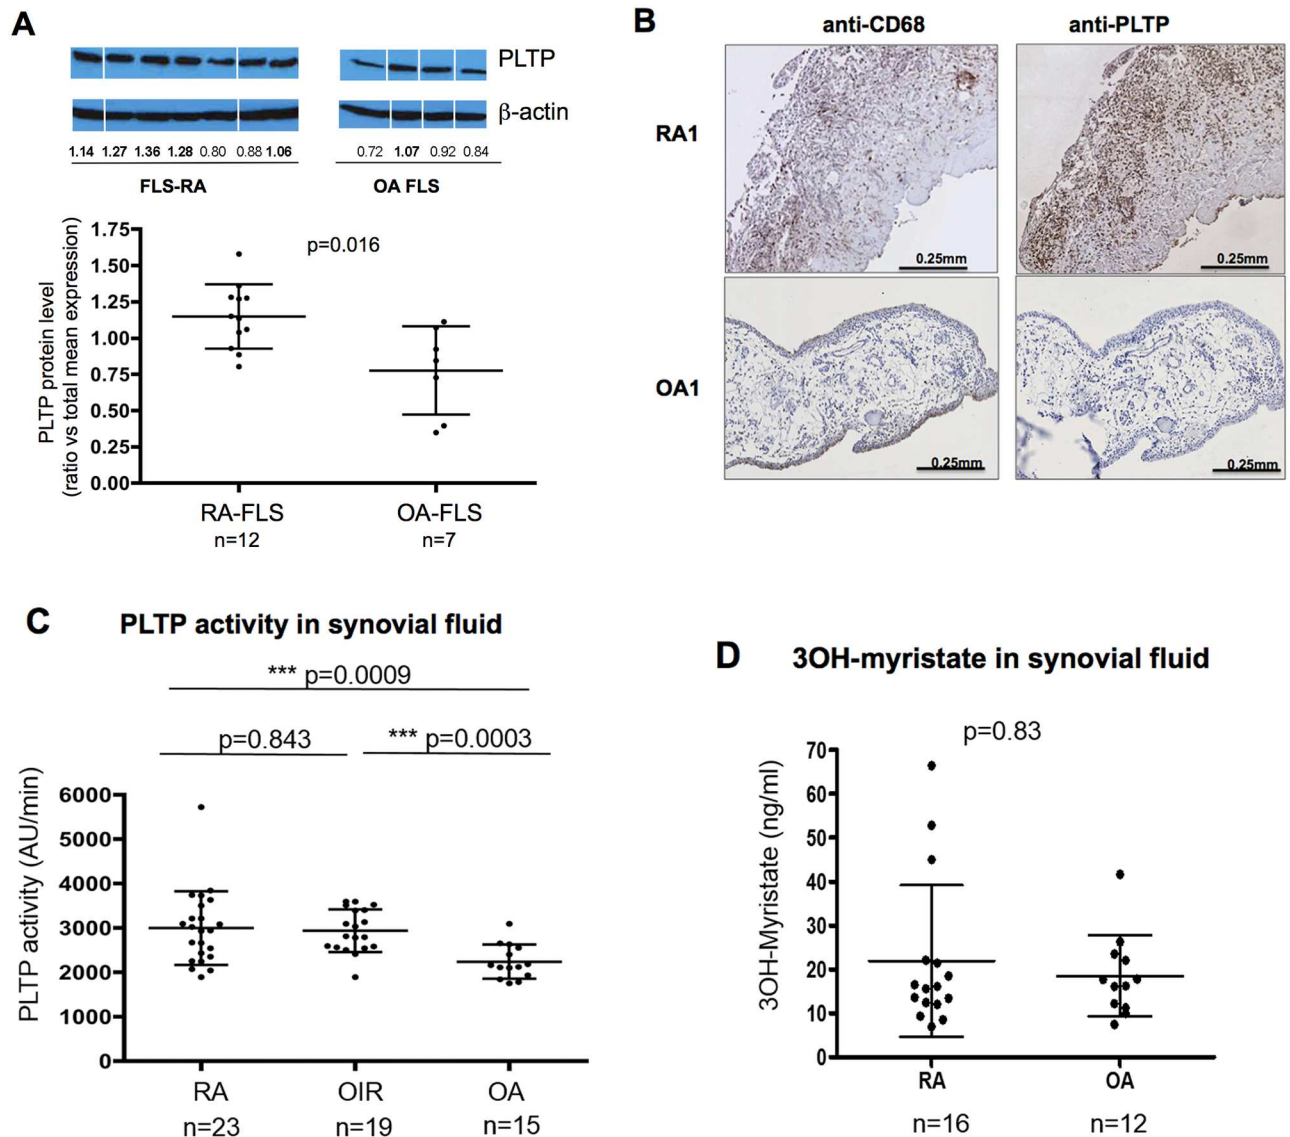 A
PLTP
β-actin
1.14 1.27 1.36 1.28 0.80 0.88 1.06
0.72 1.07 0.92 0.84
FLS-RA
OA FLS
PLTP protein level
(ratio vs total mean expression)
1.75
1.50
1.25
1.00
0.75
0.50
0.25
0.00
p=0.016
RA-FLS
n=12
OA-FLS
n=7
B
anti-CD68
anti-PLTP
RA1
0.25mm
0.25mm
OA1
0.25mm
0.25mm
C
PLTP activity in synovial fluid
*** p=0.0009
p=0.843
*** p=0.0003
PLTP activity (AU/min)
6000
5000
4000
3000
2000
1000
0
RA
n=23
OIR
n=19
OA
n=15
D
3OH-myristate in synovial fluid
p=0.83
3OH-Myristate (ng/ml)
70
60
50
40
30
20
10
0
RA
n=16
OA
n=12